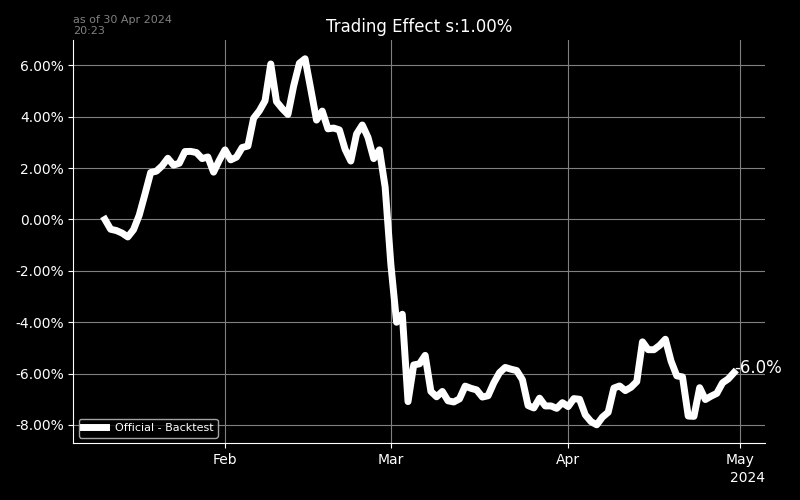 as of 30 Apr 2024
20:23
Trading Effect s:1.00%
6.00%
4.00%
2.00%
0.00%
-2.00%
-4.00%
-6.00%
-8.00%
-6.0%
Official - Backtest
Feb
Mar
Apr
May
2024